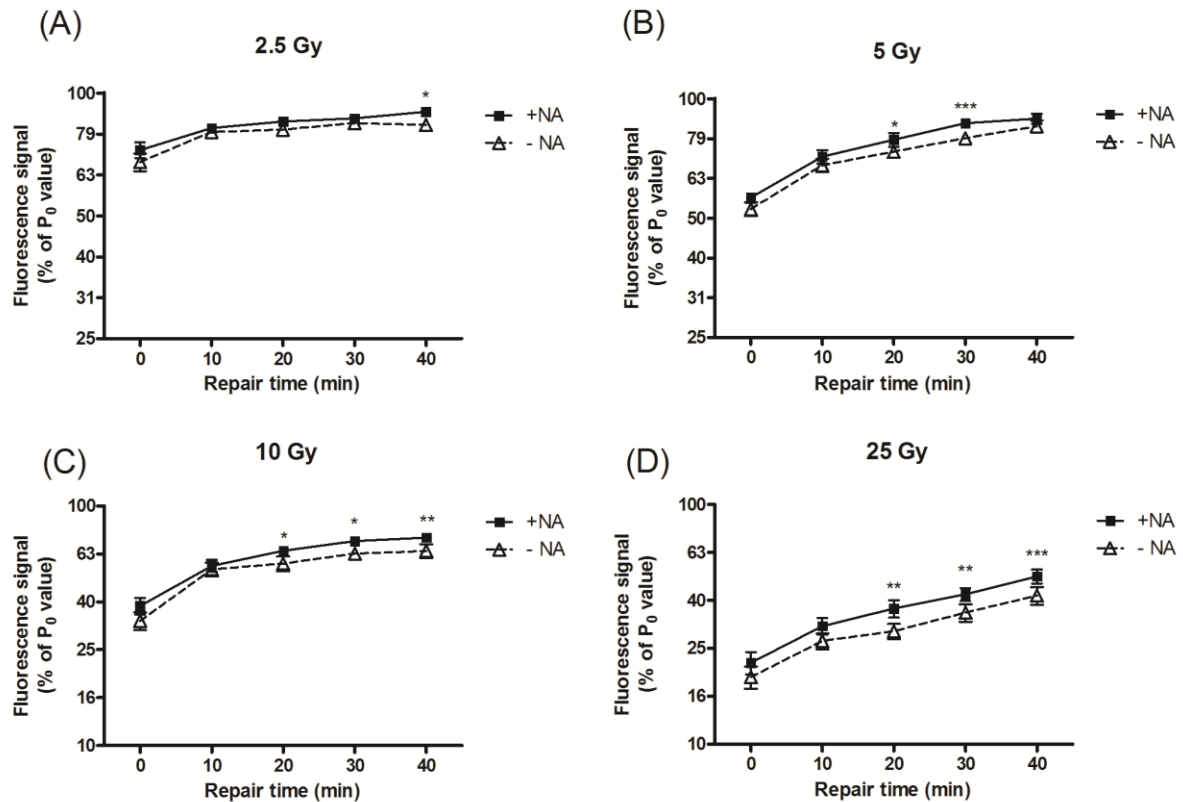 (A)
2.5 Gy
Fluorescence signal
(% of P0 value)
100
79
63
50
40
31
25
*
0 10 20 30 40
Repair time (min)
+NA
- NA
(B)
5 Gy
Fluorescence signal
(% of P0 value)
100
79
63
50
40
31
25
* ***
0 10 20 30 40
Repair time (min)
+NA
- NA
(C)
10 Gy
Fluorescence signal
(% of P0 value)
100
63
40
25
16
10
* * **
0 10 20 30 40
Repair time (min)
+NA
- NA
(D)
25 Gy
Fluorescence signal
(% of P0 value)
100
63
40
25
16
10
** ** ***
0 10 20 30 40
Repair time (min)
+NA
- NA